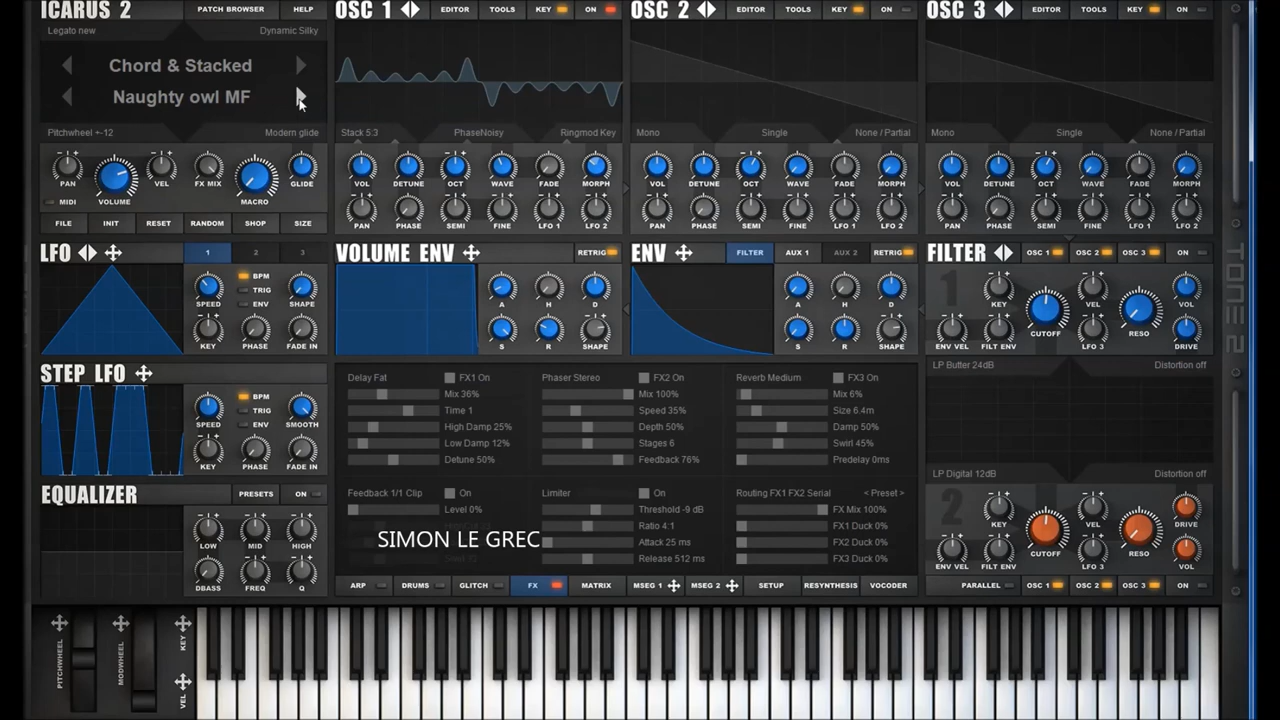 ICARUS 2 PATCH BROWSER HELP
Legato new Dynamic Silky
Chord & Stacked
Naughty owl MF
Pitchwheel +-12 Modern glide
PAN VOLUME VEL FX MIX MACRO GLIDE
MIDI
FILE INIT RESET RANDOM SHOP SIZE
OSC 1 EDITOR TOOLS KEY ON
Stack 5:3 PhaseNoisy Ringmod Key
VOL DETUNE OCT WAVE FADE MORPH
PAN PHASE SEMI FINE LFO 1 LFO 2
OSC 2 EDITOR TOOLS KEY ON
Mono Single None / Partial
VOL DETUNE OCT WAVE FADE MORPH
PAN PHASE SEMI FINE LFO 1 LFO 2
OSC 3 EDITOR TOOLS KEY ON
Mono Single None / Partial
VOL DETUNE OCT WAVE FADE MORPH
PAN PHASE SEMI FINE LFO 1 LFO 2
LFO 1 2 3
BPM
TRIG
ENV
SPEED SHAPE
KEY PHASE FADE IN
VOLUME ENV RETRIG
A H D
S R SHAPE
ENV FILTER AUX 1 AUX 2 RETRIG
A H D
S R SHAPE
FILTER OSC 1 OSC 2 OSC 3 ON
1
KEY CUTOFF VEL RESO VOL
ENV VEL FILT ENV LFO 3 DRIVE
LP Butter 24dB Distortion off
TONE 2
STEP LFO
BPM
TRIG
ENV
SPEED SMOOTH
KEY PHASE FADE IN
EQUALIZER PRESETS ON
LOW MID HIGH
DBASS FREQ Q
Delay Fat FX1 On
Mix 36%
Time 1
High Damp 25%
Low Damp 12%
Detune 50%
Phaser Stereo FX2 On
Mix 100%
Speed 35%
Depth 50%
Stages 6
Feedback 76%
Reverb Medium FX3 On
Mix 6%
Size 6.4m
Damp 50%
Swirl 45%
Predelay 0ms
Feedback 1/1 Clip On
Level 0%
SIMON LE GREC
Limiter On
Threshold -9 dB
Ratio 4:1
Attack 25 ms
Release 512 ms
Routing FX1 FX2 Serial < Preset >
FX Mix 100%
FX1 Duck 0%
FX2 Duck 0%
FX3 Duck 0%
ARP DRUMS GLITCH FX MATRIX MSEG 1 MSEG 2 SETUP RESYNTHESIS VOCODER
LP Digital 12dB Distortion off
2
KEY CUTOFF VEL RESO DRIVE
ENV VEL FILT ENV LFO 3 VOL
PARALLEL OSC 1 OSC 2 OSC 3 ON
PITCHWHEEL MODWHEEL KEY
VEL